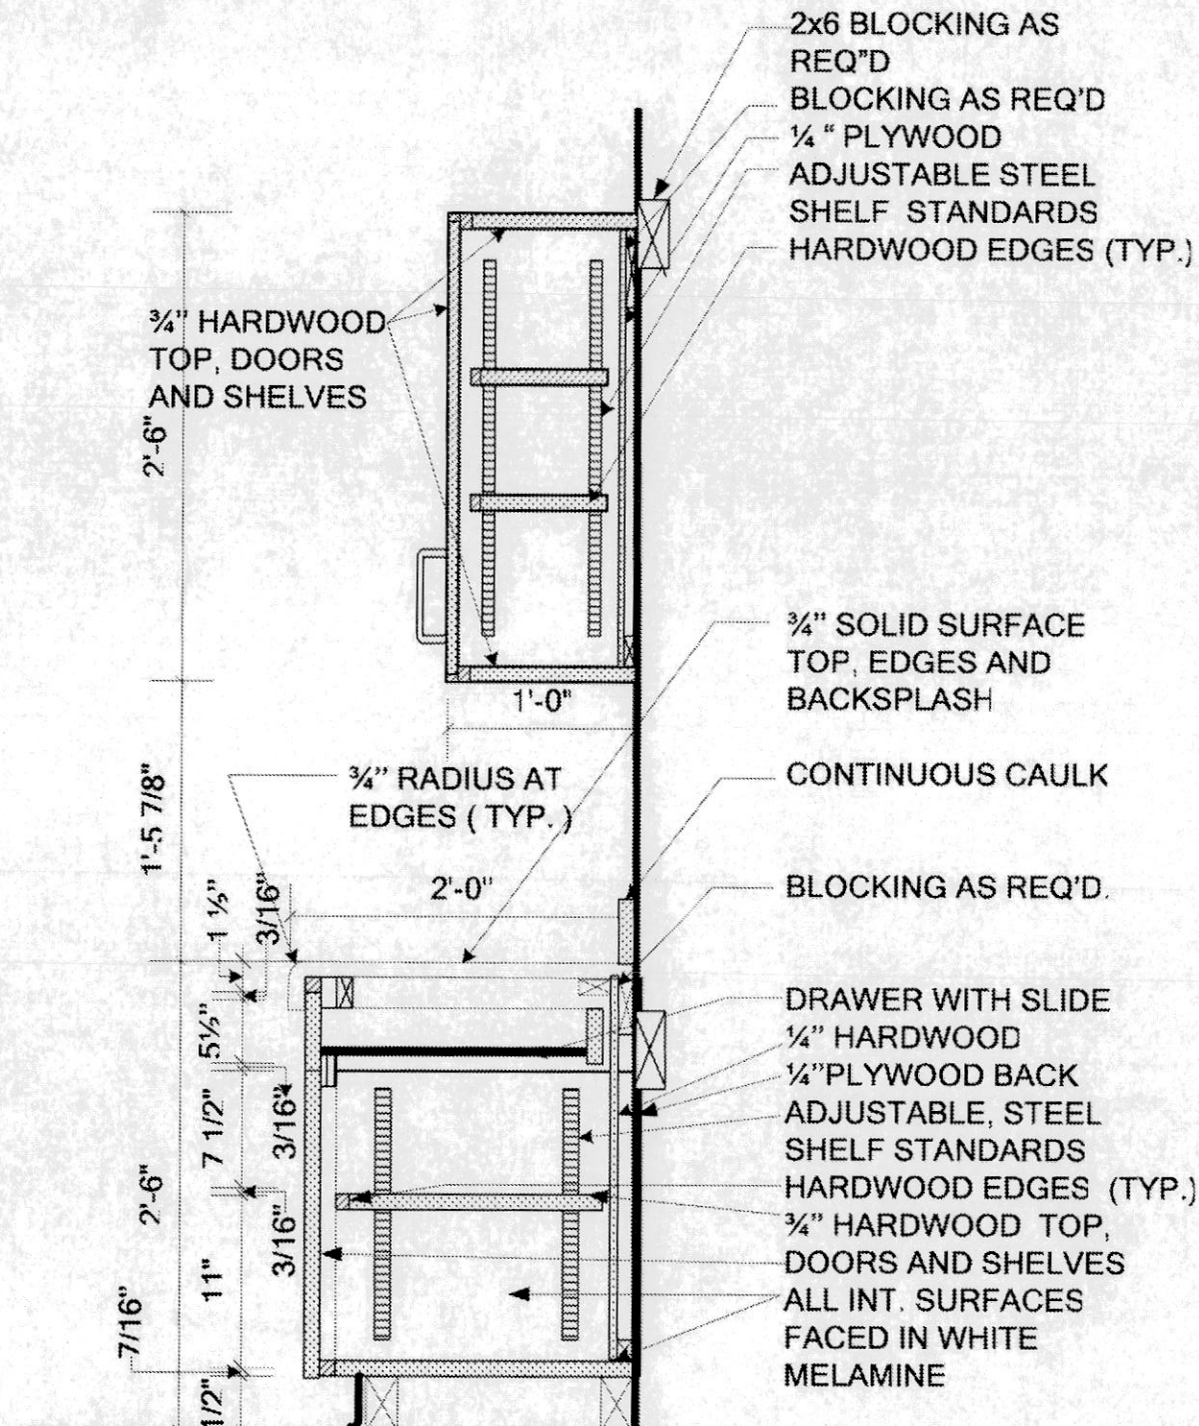 2x6 BLOCKING AS
REQ"D
BLOCKING AS REQ'D
¼ " PLYWOOD
ADJUSTABLE STEEL
SHELF STANDARDS
HARDWOOD EDGES (TYP.)
¾" HARDWOOD
TOP, DOORS
AND SHELVES
2'-6"
¾" SOLID SURFACE
TOP, EDGES AND
BACKSPLASH
1'-0"
¾" RADIUS AT
EDGES ( TYP. )
CONTINUOUS CAULK
1'-5 7/8"
2'-0"
BLOCKING AS REQ'D.
1 ½"
3/16"
DRAWER WITH SLIDE
¼" HARDWOOD
¼"PLYWOOD BACK
ADJUSTABLE, STEEL
SHELF STANDARDS
HARDWOOD EDGES (TYP.)
¾" HARDWOOD TOP,
DOORS AND SHELVES
ALL INT. SURFACES
FACED IN WHITE
MELAMINE
5½"
7 1/2"
3/16"
2'-6"
3/16"
11"
7/16"
1/2"